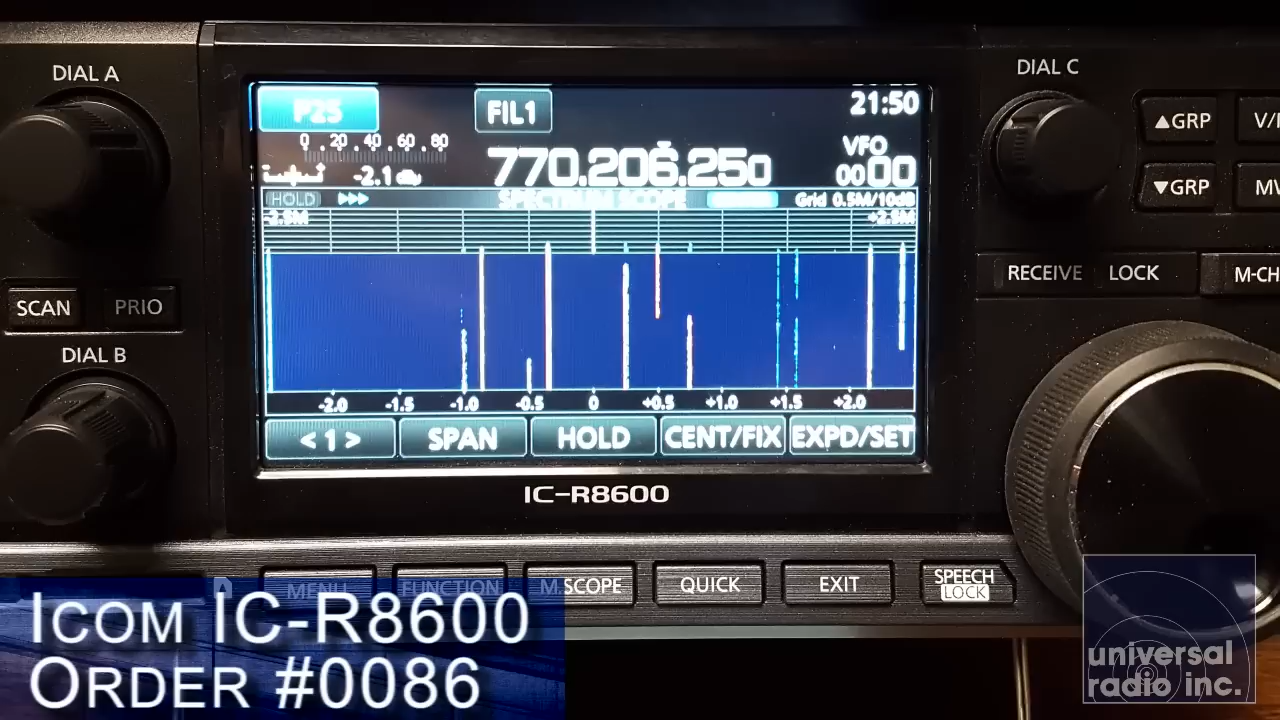 DIAL A
P25
FIL1
21:50
0 . 20 . 40 . 60 . 80
-2.1
770.206.250
VFO
0000
HOLD
SPECTRUM SCOPE
Grid 0.5M/10dB
-2.5M
+2.5M
-2.0 -1.5 -1.0 -0.5 0 +0.5 +1.0 +1.5 +2.0
< 1 >
SPAN
HOLD
CENT/FIX
EXPD/SET
IC-R8600
SCAN
PRIO
DIAL B
DIAL C
▲GRP
▼GRP
RECEIVE
LOCK
M-CH
MENU
FUNCTION
M.SCOPE
QUICK
EXIT
SPEECH
LOCK
ICOM IC-R8600
ORDER #0086
universal
radio inc.